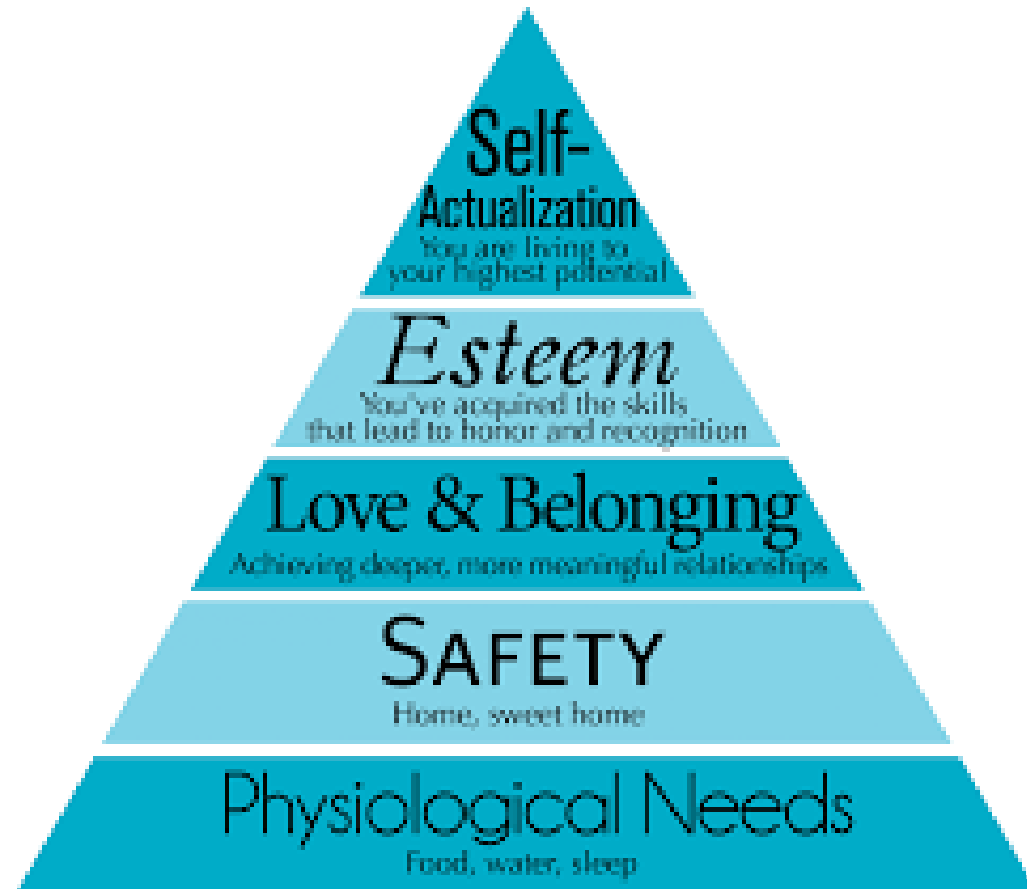 Self-
Actualization
You are living to
your highest potential
Esteem
You've acquired the skills
that lead to honor and recognition
Love & Belonging
Achieving deeper, more meaningful relationships
SAFETY
Home, sweet home
Physiological Needs
Food, water, sleep